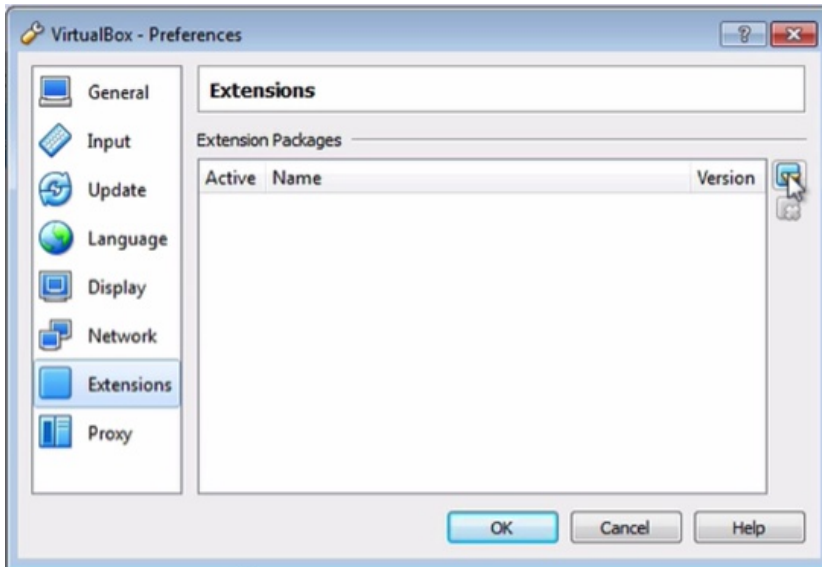 VirtualBox - Preferences
General
Input
Update
Language
Display
Network
Extensions
Proxy
Extensions
Extension Packages
Active Name Version
OK Cancel Help